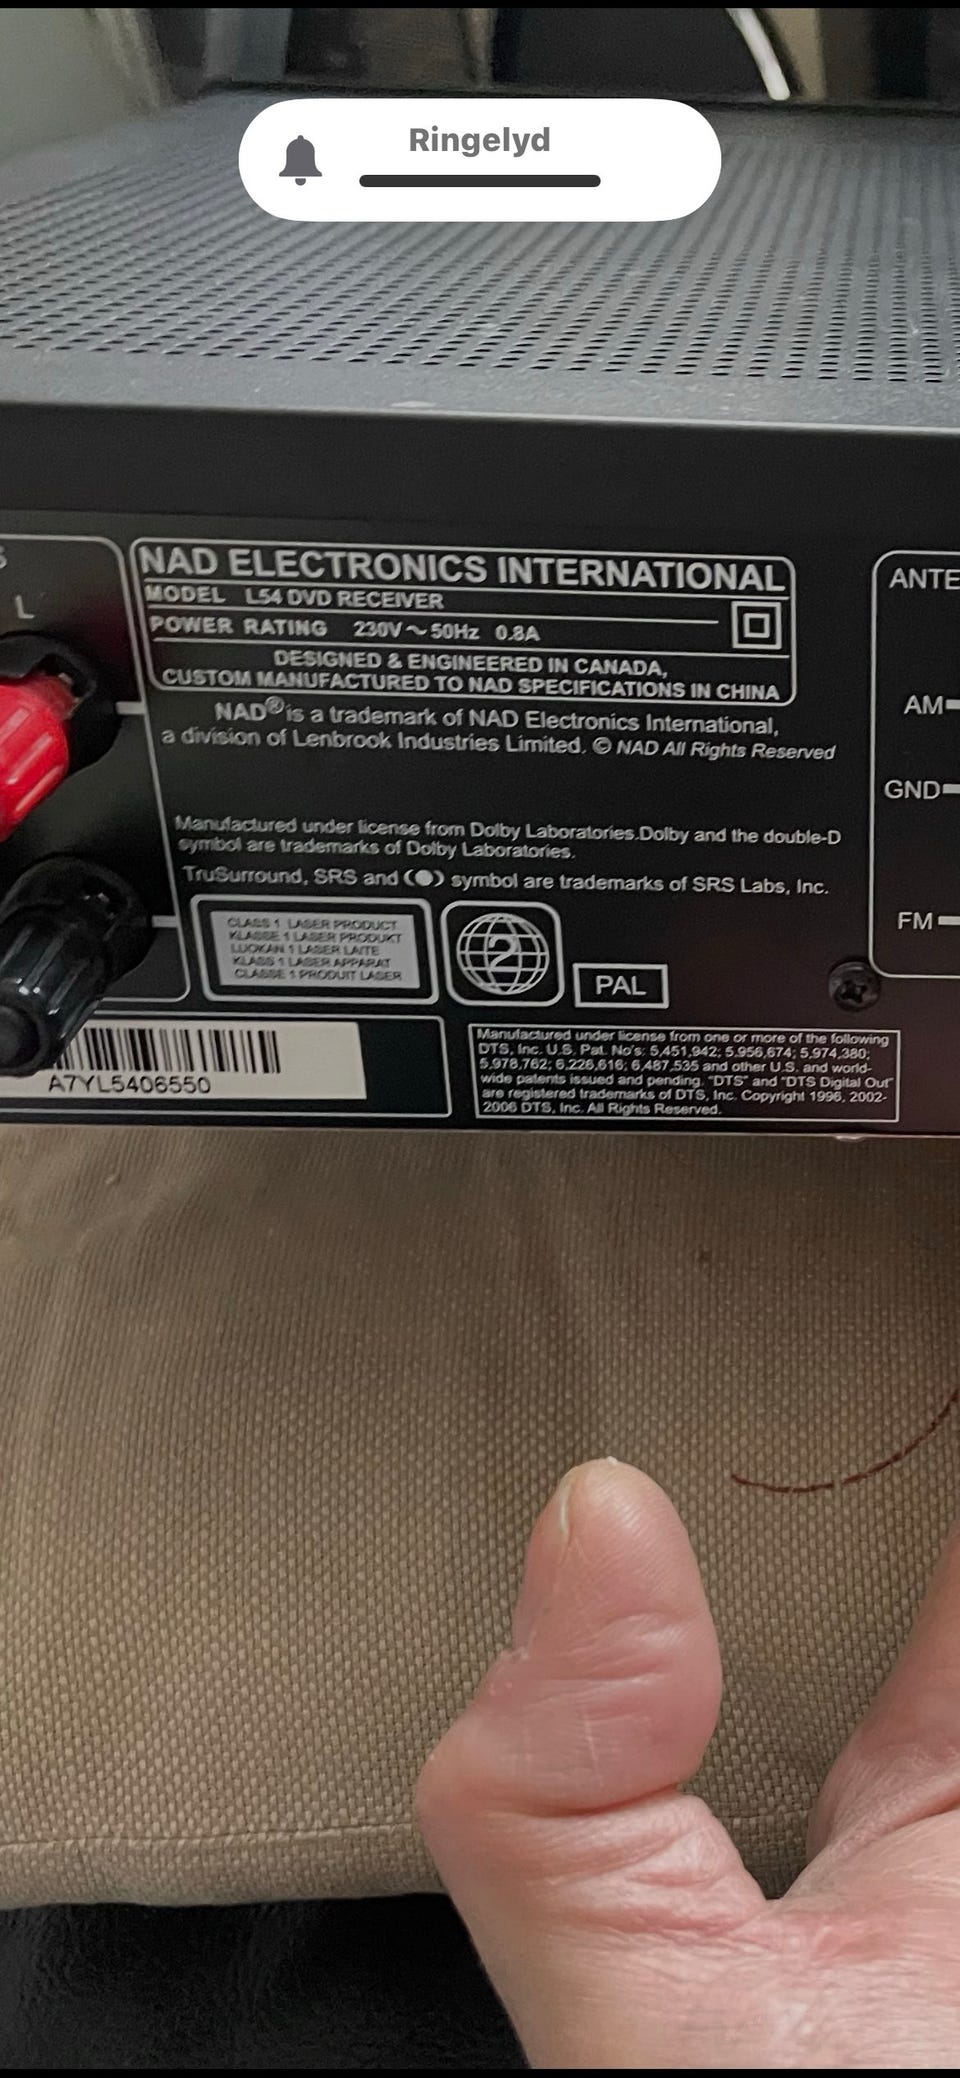 Ringelyd
L
NAD ELECTRONICS INTERNATIONAL
MODEL L54 DVD RECEIVER
POWER RATING 230V~50Hz 0.8A
DESIGNED & ENGINEERED IN CANADA,
CUSTOM MANUFACTURED TO NAD SPECIFICATIONS IN CHINA
NAD® is a trademark of NAD Electronics International,
a division of Lenbrook Industries Limited. © NAD All Rights Reserved
Manufactured under license from Dolby Laboratories.Dolby and the double-D
symbol are trademarks of Dolby Laboratories.
TruSurround, SRS and symbol are trademarks of SRS Labs, Inc.
CLASS 1 LASER PRODUCT
KLASSE 1 LASER PRODUKT
LUOKAN 1 LASER LAITE
KLASS 1 LASER APPARAT
CLASSE 1 PRODUIT LASER
2
PAL
A7YL5406550
Manufactured under license from one or more of the following
DTS, Inc. U.S. Pat. No's: 5,451,942; 5,956,674; 5,974,380;
5,978,762; 6,226,616; 6,487,535 and other U.S. and world-
wide patents issued and pending. "DTS" and "DTS Digital Out"
are registered trademarks of DTS, Inc. Copyright 1996, 2002-
2006 DTS, Inc. All Rights Reserved.
ANTE
AM
GND
FM